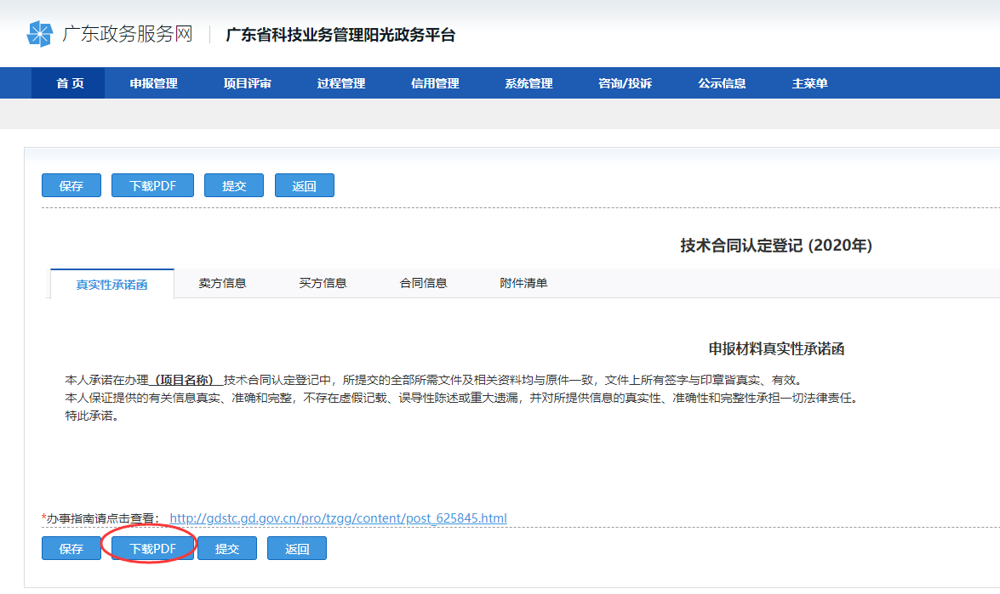 广东政务服务网 广东省科技业务管理阳光政务平台
首 页 申报管理 项目评审 过程管理 信用管理 系统管理 咨询/投诉 公示信息 主菜单
保存 下载PDF 提交 返回
技术合同认定登记 (2020年)
真实性承诺函 卖方信息 买方信息 合同信息 附件清单
申报材料真实性承诺函
本人承诺在办理（项目名称）技术合同认定登记中，所提交的全部所需文件及相关资料均与原件一致，文件上所有签字与印章皆真实、有效。
本人保证提供的有关信息真实、准确和完整，不存在虚假记载、误导性陈述或重大遗漏，并对所提供信息的真实性、准确性和完整性承担一切法律责任。
特此承诺。
*办事指南请点击查看： http://gdstc.gd.gov.cn/pro/tzgg/content/post_625845.html
保存 下载PDF 提交 返回